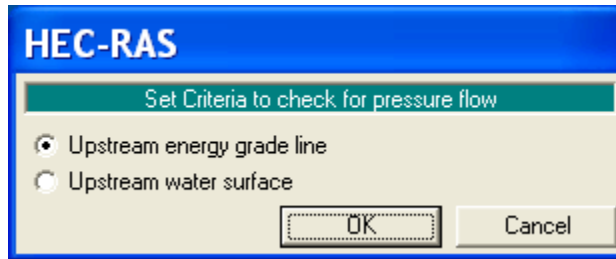 HEC-RAS
Set Criteria to check for pressure flow
Upstream energy grade line
Upstream water surface
OK Cancel